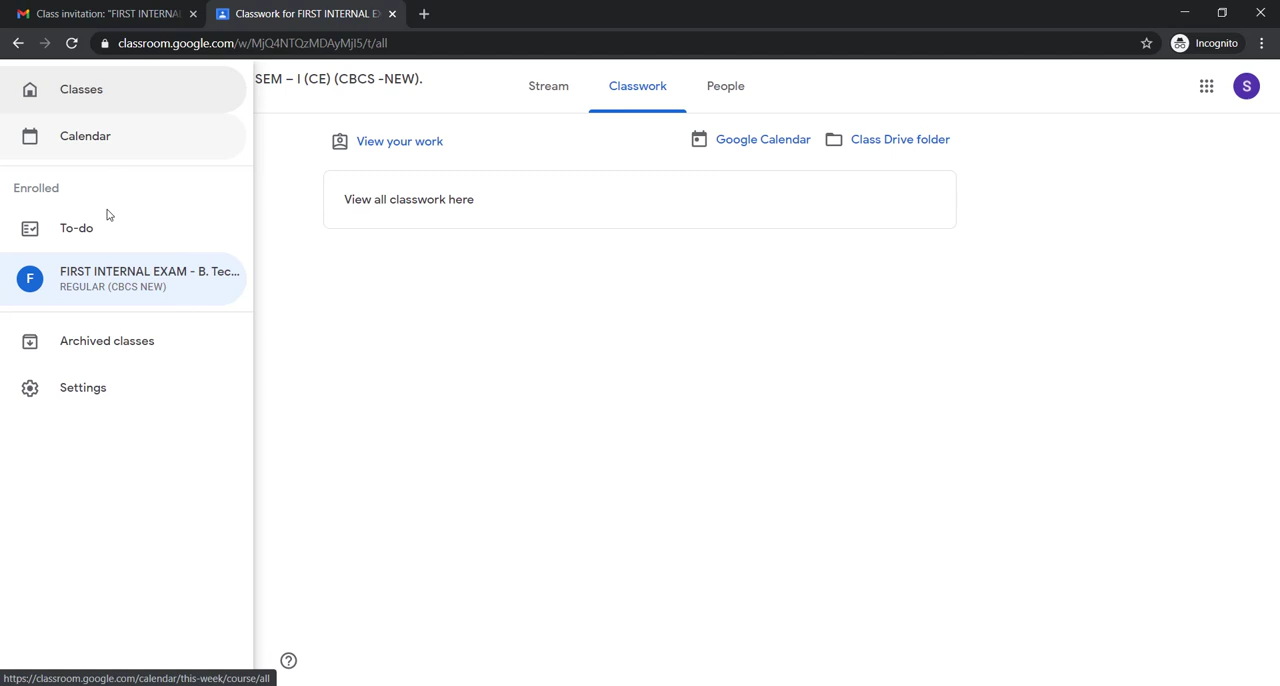 Class invitation: "FIRST INTERNAL
Classwork for FIRST INTERNAL EX
classroom.google.com/w/MjQ4NTQzMDAyMjI5/t/all
Incognito
Classes
SEM – I (CE) (CBCS -NEW).
Stream
Classwork
People
S
Calendar
View your work
Google Calendar
Class Drive folder
Enrolled
View all classwork here
To-do
F
FIRST INTERNAL EXAM - B. Tec...
REGULAR (CBCS NEW)
Archived classes
Settings
https://classroom.google.com/calendar/this-week/course/all